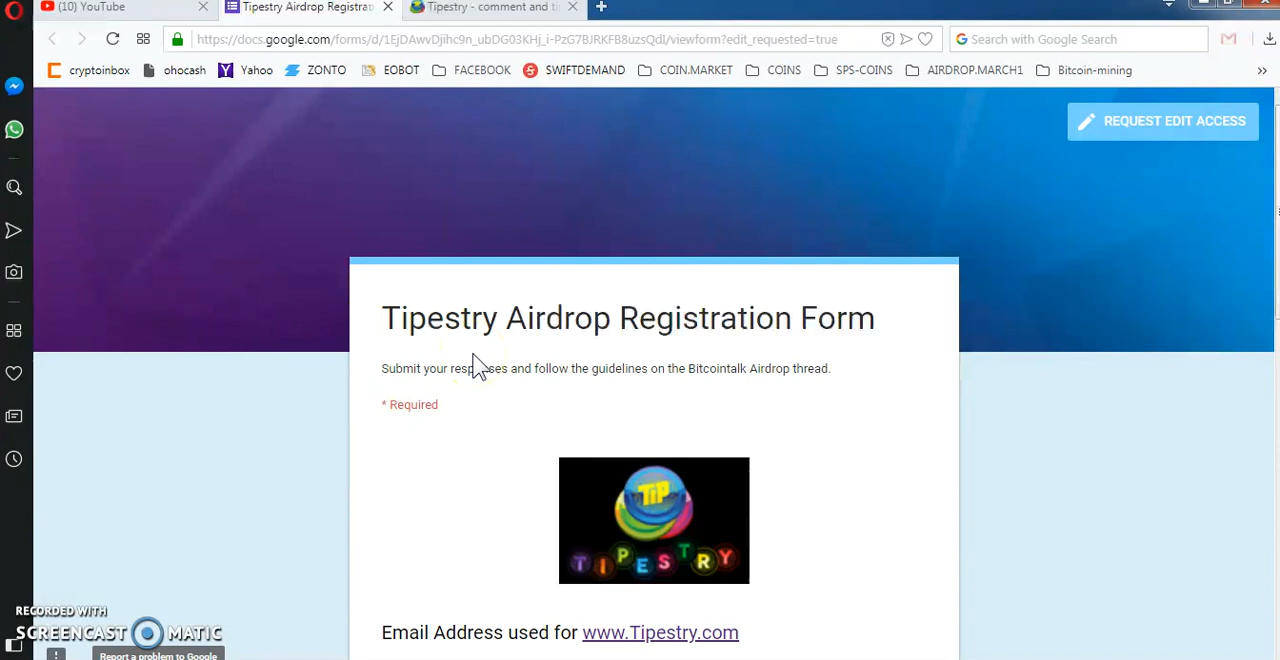 (10) YouTube
Tipestry Airdrop Registrat
Tipestry - comment and ti
https://docs.google.com/forms/d/1EjDAwvDjihc9n_ubDG03KHj_i-PzG7BJRKFB8uzsQdI/viewform?edit_requested=true
Search with Google Search
cryptoinbox
ohocash
Yahoo
ZONTO
EOBOT
FACEBOOK
SWIFTDEMAND
COIN.MARKET
COINS
SPS-COINS
AIRDROP.MARCH1
Bitcoin-mining
REQUEST EDIT ACCESS
Tipestry Airdrop Registration Form
Submit your responses and follow the guidelines on the Bitcointalk Airdrop thread.
* Required
TiP
TIPESTRY
Email Address used for www.Tipestry.com
RECORDED WITH
SCREENCAST MATIC
Report a problem to Google